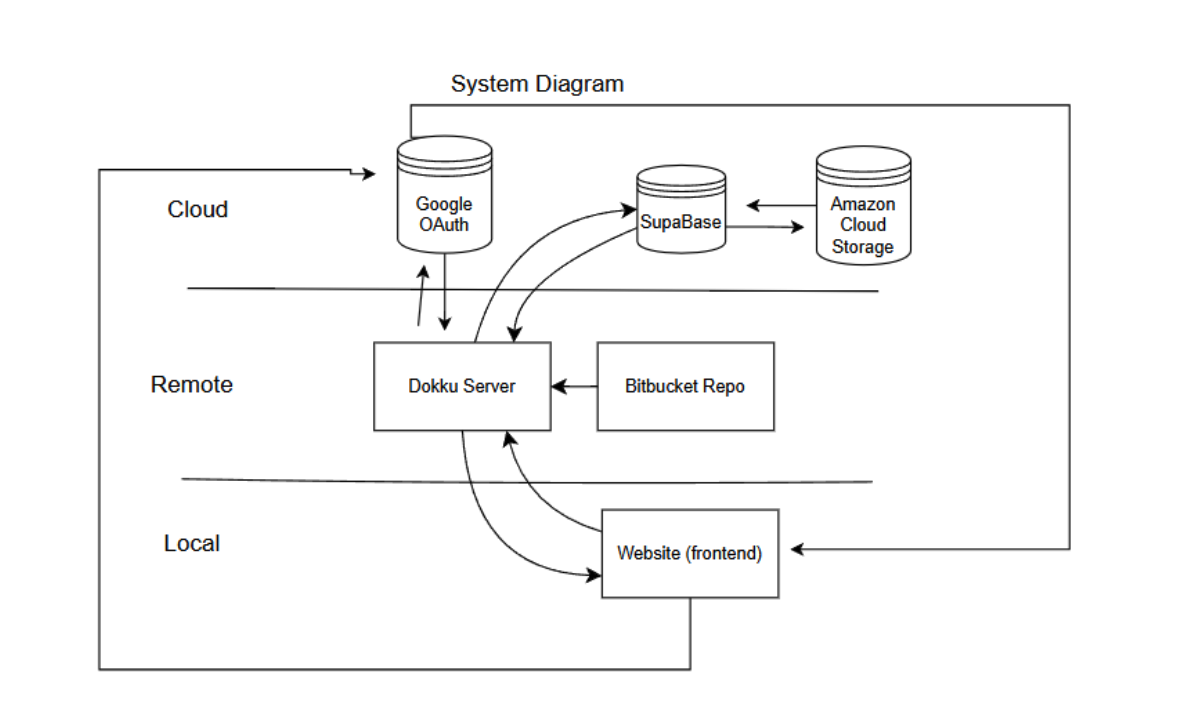 System Diagram
Cloud
Google
OAuth
SupaBase
Amazon
Cloud
Storage
Remote
Dokku Server
Bitbucket Repo
Local
Website (frontend)